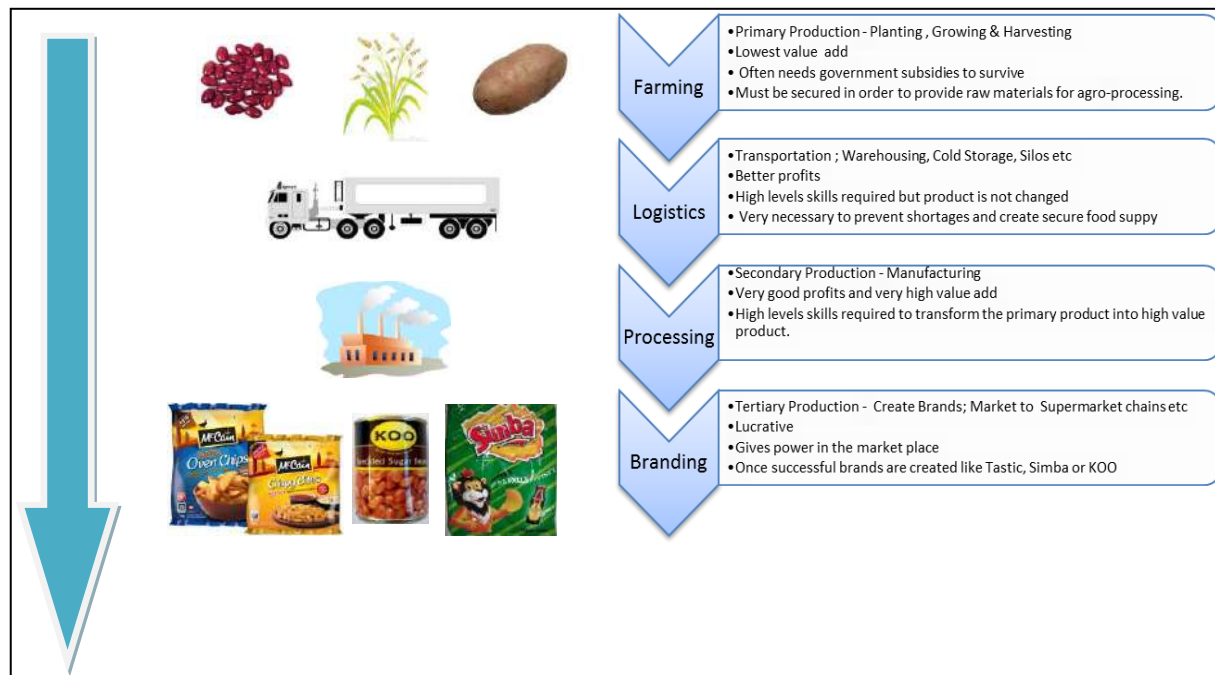 Farming
•Primary Production - Planting , Growing & Harvesting
•Lowest value add
• Often needs government subsidies to survive
•Must be secured in order to provide raw materials for agro-processing.
Logistics
•Transportation ; Warehousing, Cold Storage, Silos etc
•Better profits
•High levels skills required but product is not changed
• Very necessary to prevent shortages and create secure food suppy
Processing
•Secondary Production - Manufacturing
•Very good profits and very high value add
•High levels skills required to transform the primary product into high value
product.
McCain
Oven Chips
McCain
KOO
Sugar
Simba
Branding
•Tertiary Production - Create Brands; Market to Supermarket chains etc
•Lucrative
•Gives power in the market place
•Once successful brands are created like Tastic, Simba or KOO